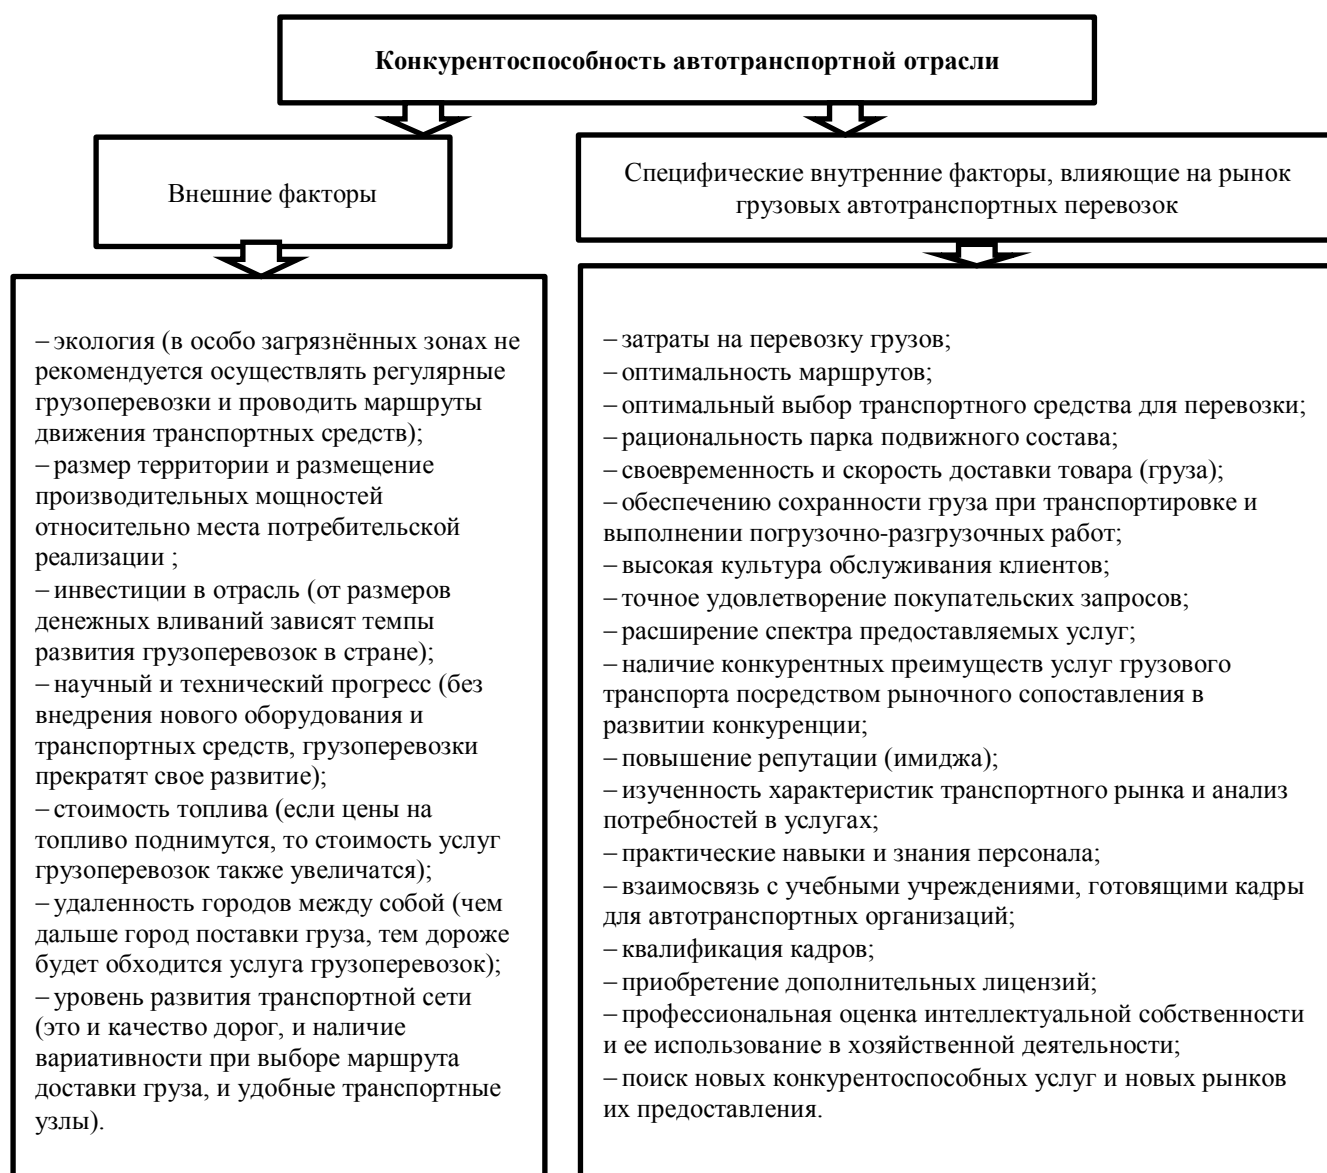 Конкурентоспособность автотранспортной отрасли
Внешние факторы
Специфические внутренние факторы, влияющие на рынок
грузовых автотранспортных перевозок
– экология (в особо загрязнённых зонах не
рекомендуется осуществлять регулярные
грузоперевозки и проводить маршруты
движения транспортных средств);
– размер территории и размещение
производительных мощностей
относительно места потребительской
реализации ;
– инвестиции в отрасль (от размеров
денежных вливаний зависят темпы
развития грузоперевозок в стране);
– научный и технический прогресс (без
внедрения нового оборудования и
транспортных средств, грузоперевозки
прекратят свое развитие);
– стоимость топлива (если цены на
топливо поднимутся, то стоимость услуг
грузоперевозок также увеличатся);
– удаленность городов между собой (чем
дальше город поставки груза, тем дороже
будет обходится услуга грузоперевозок);
– уровень развития транспортной сети
(это и качество дорог, и наличие
вариативности при выборе маршрута
доставки груза, и удобные транспортные
узлы).
– затраты на перевозку грузов;
– оптимальность маршрутов;
– оптимальный выбор транспортного средства для перевозки;
– рациональность парка подвижного состава;
– своевременность и скорость доставки товара (груза);
– обеспечению сохранности груза при транспортировке и
выполнении погрузочно-разгрузочных работ;
– высокая культура обслуживания клиентов;
– точное удовлетворение покупательских запросов;
– расширение спектра предоставляемых услуг;
– наличие конкурентных преимуществ услуг грузового
транспорта посредством рыночного сопоставления в
развитии конкуренции;
– повышение репутации (имиджа);
– изученность характеристик транспортного рынка и анализ
потребностей в услугах;
– практические навыки и знания персонала;
– взаимосвязь с учебными учреждениями, готовящими кадры
для автотранспортных организаций;
– квалификация кадров;
– приобретение дополнительных лицензий;
– профессиональная оценка интеллектуальной собственности
и ее использование в хозяйственной деятельности;
– поиск новых конкурентоспособных услуг и новых рынков
их предоставления.